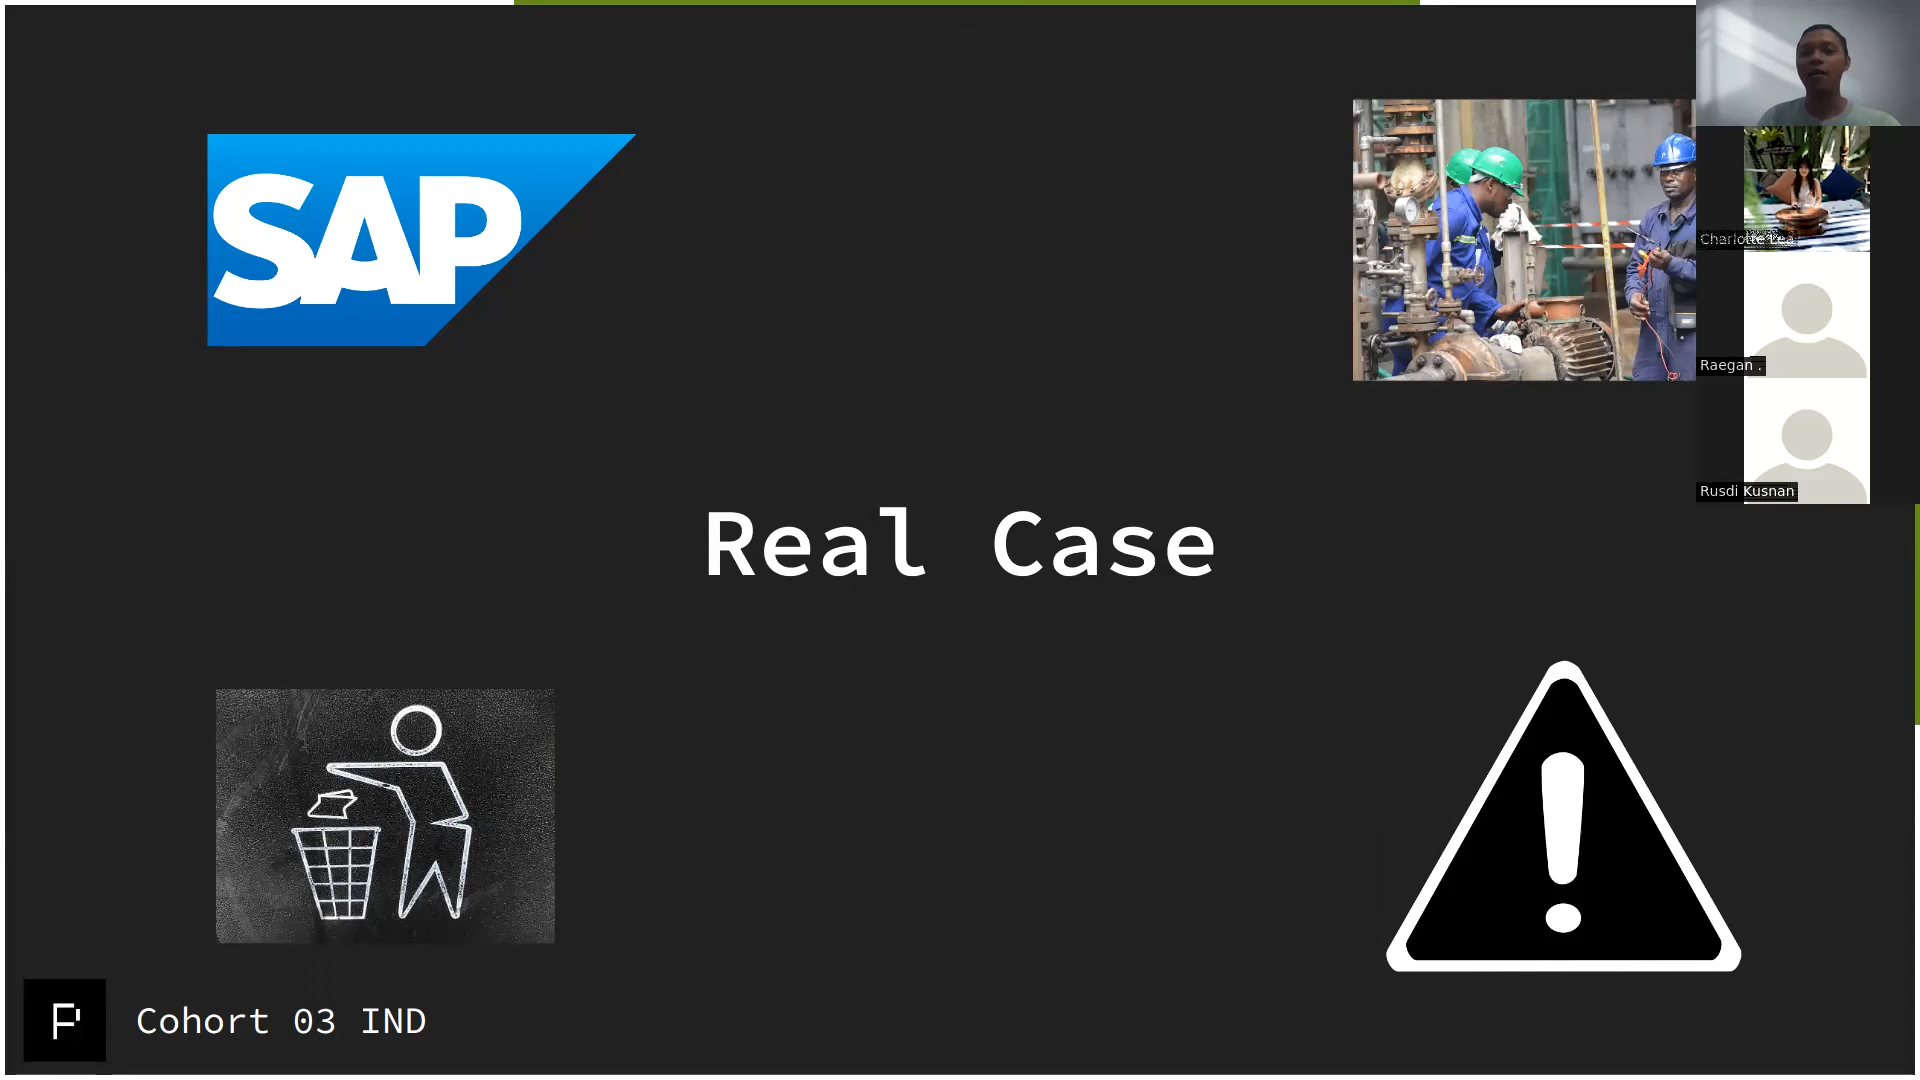 SAP
Charlotte Lea
Raegan .
Rusdi Kusnan
Real Case
Cohort 03 IND